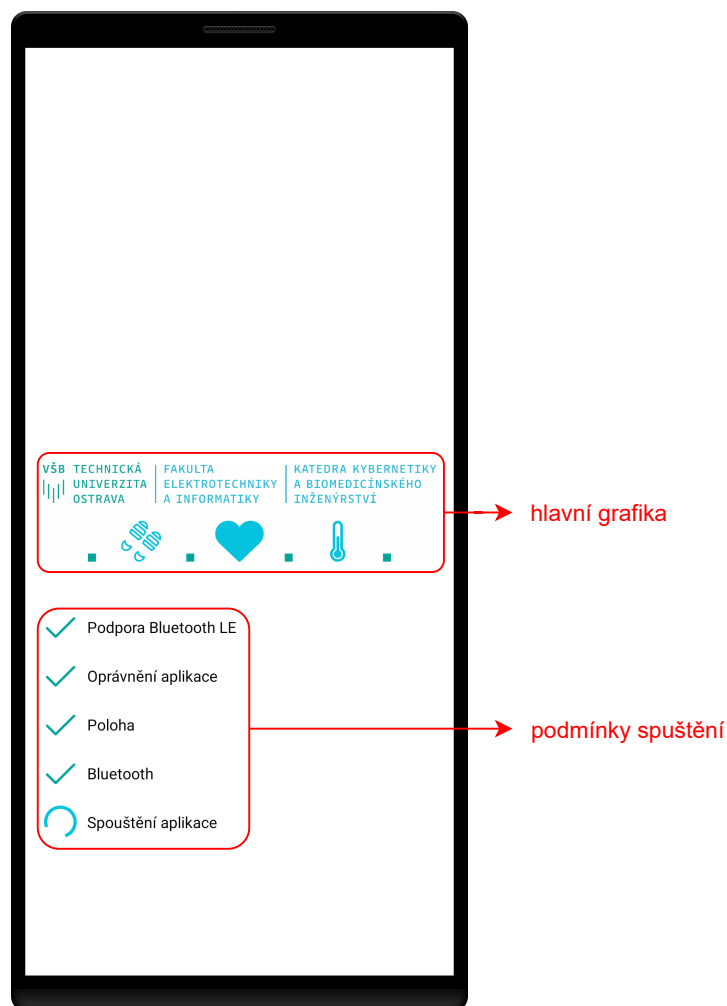 VŠB TECHNICKÁ
UNIVERZITA
OSTRAVA
FAKULTA
ELEKTROTECHNIKY
A INFORMATIKY
KATEDRA KYBERNETIKY
A BIOMEDICÍNSKÉHO
INŽENÝRSTVÍ
hlavní grafika
Podpora Bluetooth LE
Oprávnění aplikace
Poloha
podmínky spuštění
Bluetooth
Spouštění aplikace